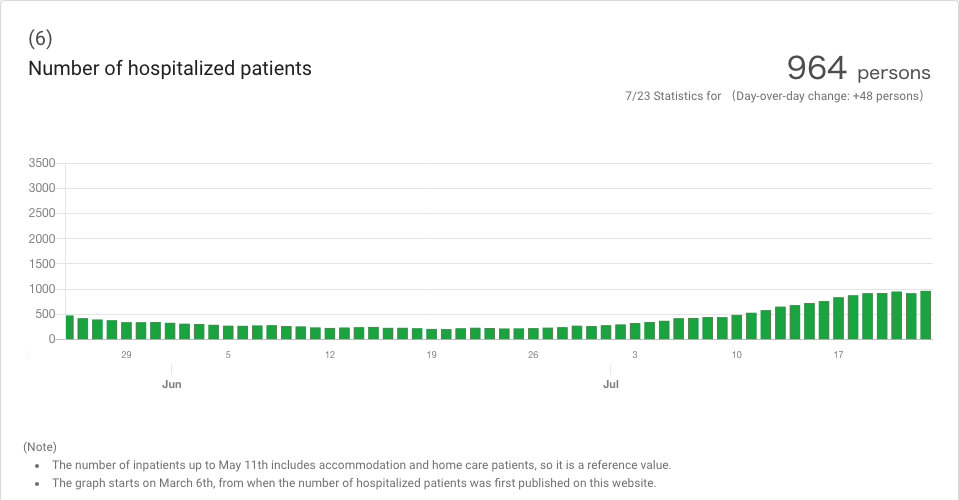 (6)
Number of hospitalized patients
964 persons
7/23 Statistics for （Day-over-day change: +48 persons）
3500
3000
2500
2000
1500
1000
500
0
29 5 12 19 26 3 10 17
Jun Jul
(Note)
• The number of inpatients up to May 11th includes accommodation and home care patients, so it is a reference value.
• The graph starts on March 6th, from when the number of hospitalized patients was first published on this website.